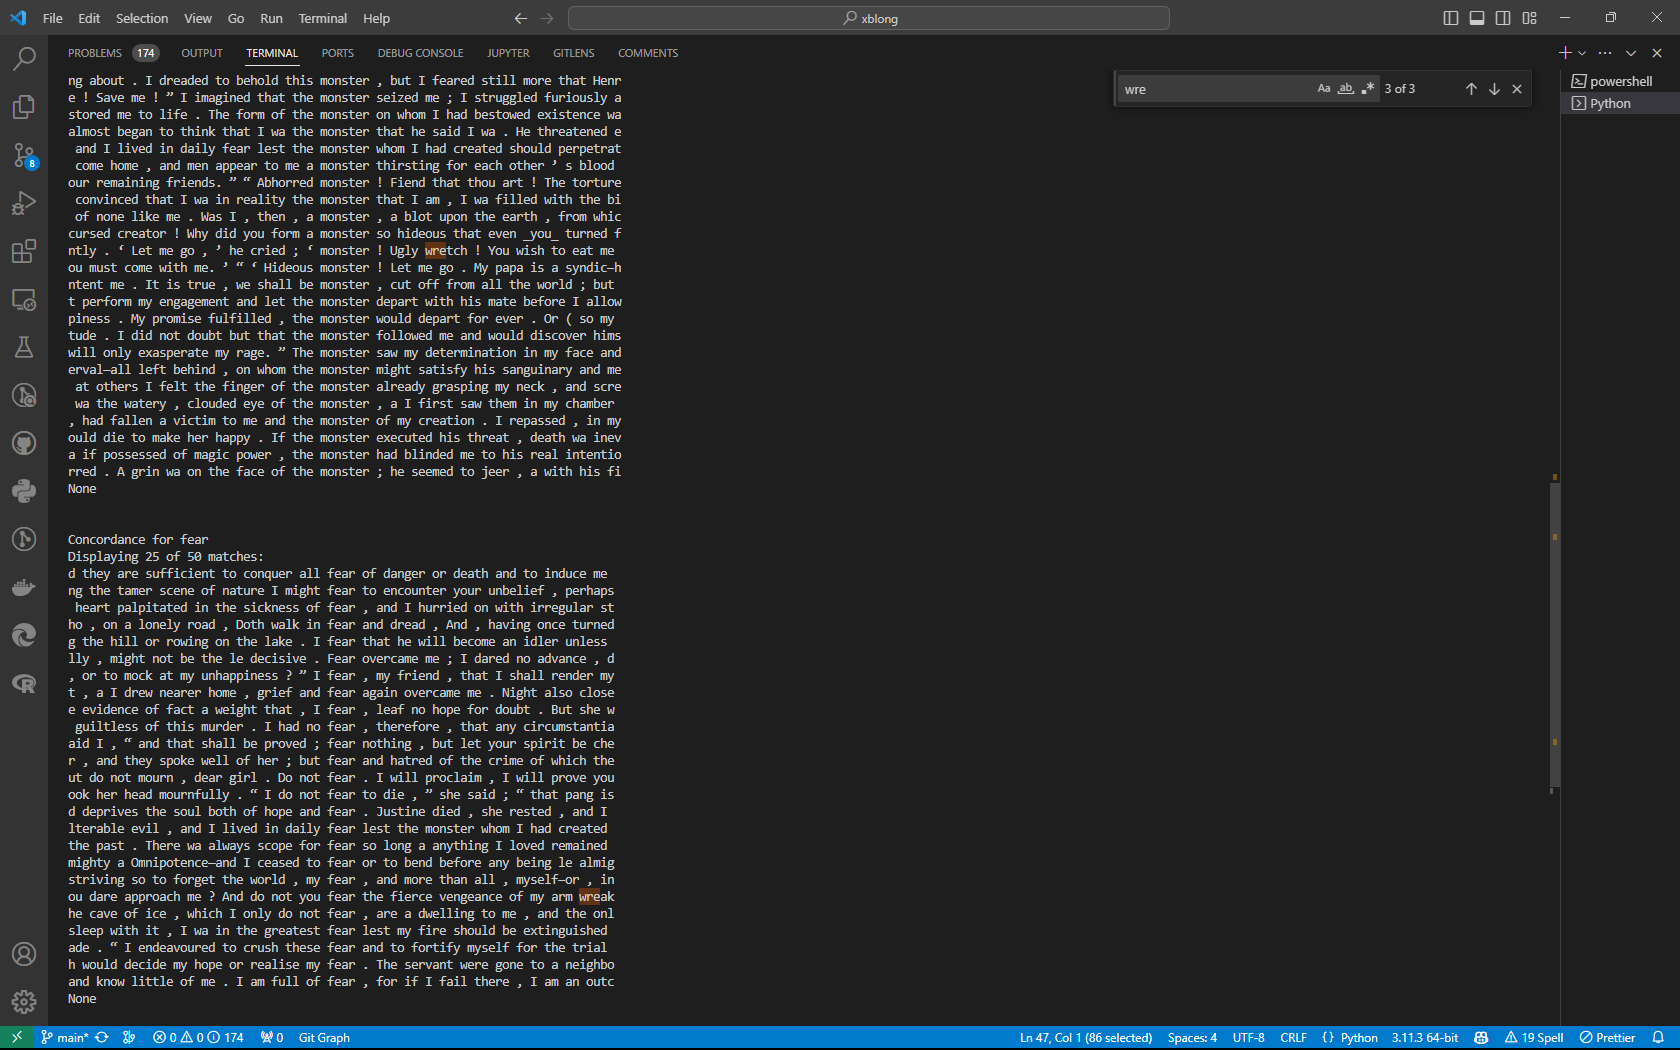 File Edit Selection View Go Run Terminal Help
xblong
PROBLEMS 174 OUTPUT TERMINAL PORTS DEBUG CONSOLE JUPYTER GITLENS COMMENTS
wre Aa ab .* 3 of 3
powershell
Python
8
ng about . I dreaded to behold this monster , but I feared still more that Henr
e ! Save me ! ” I imagined that the monster seized me ; I struggled furiously a
stored me to life . The form of the monster on whom I had bestowed existence wa
almost began to think that I wa the monster that he said I wa . He threatened e
and I lived in daily fear lest the monster whom I had created should perpetrat
come home , and men appear to me a monster thirsting for each other ’ s blood
our remaining friends. ” “ Abhorred monster ! Fiend that thou art ! The torture
convinced that I wa in reality the monster that I am , I wa filled with the bi
of none like me . Was I , then , a monster , a blot upon the earth , from whic
cursed creator ! Why did you form a monster so hideous that even _you_ turned f
ntly . ‘ Let me go , ’ he cried ; ‘ monster ! Ugly wretch ! You wish to eat me
ou must come with me. ’ “ ‘ Hideous monster ! Let me go . My papa is a syndic—h
ntent me . It is true , we shall be monster , cut off from all the world ; but
t perform my engagement and let the monster depart with his mate before I allow
piness . My promise fulfilled , the monster would depart for ever . Or ( so my
tude . I did not doubt but that the monster followed me and would discover hims
will only exasperate my rage. ” The monster saw my determination in my face and
erval—all left behind , on whom the monster might satisfy his sanguinary and me
at others I felt the finger of the monster already grasping my neck , and scre
wa the watery , clouded eye of the monster , a I first saw them in my chamber
, had fallen a victim to me and the monster of my creation . I repassed , in my
ould die to make her happy . If the monster executed his threat , death wa inev
a if possessed of magic power , the monster had blinded me to his real intentio
rred . A grin wa on the face of the monster ; he seemed to jeer , a with his fi
None
Concordance for fear
Displaying 25 of 50 matches:
d they are sufficient to conquer all fear of danger or death and to induce me
ng the tamer scene of nature I might fear to encounter your unbelief , perhaps
heart palpitated in the sickness of fear , and I hurried on with irregular st
ho , on a lonely road , Doth walk in fear and dread , And , having once turned
g the hill or rowing on the lake . I fear that he will become an idler unless
lly , might not be the le decisive . Fear overcame me ; I dared no advance , d
, or to mock at my unhappiness ? ” I fear , my friend , that I shall render my
t , a I drew nearer home , grief and fear again overcame me . Night also close
e evidence of fact a weight that , I fear , leaf no hope for doubt . But she w
guiltless of this murder . I had no fear , therefore , that any circumstantia
aid I , “ and that shall be proved ; fear nothing , but let your spirit be che
r , and they spoke well of her ; but fear and hatred of the crime of which the
ut do not mourn , dear girl . Do not fear . I will proclaim , I will prove you
ook her head mournfully . “ I do not fear to die , ” she said ; “ that pang is
d deprives the soul both of hope and fear . Justine died , she rested , and I
lterable evil , and I lived in daily fear lest the monster whom I had created
the past . There wa always scope for fear so long a anything I loved remained
mighty a Omnipotence—and I ceased to fear or to bend before any being le almig
striving so to forget the world , my fear , and more than all , myself—or , in
ou dare approach me ? And do not you fear the fierce vengeance of my arm wreak
he cave of ice , which I only do not fear , are a dwelling to me , and the onl
sleep with it , I wa in the greatest fear lest my fire should be extinguished
ade . “ I endeavoured to crush these fear and to fortify myself for the trial
h would decide my hope or realise my fear . The servant were gone to a neighbo
and know little of me . I am full of fear , for if I fail there , I am an outc
None
main* 0 0 174 0 Git Graph Ln 47, Col 1 (86 selected) Spaces: 4 UTF-8 CRLF { } Python 3.11.3 64-bit 19 Spell Prettier